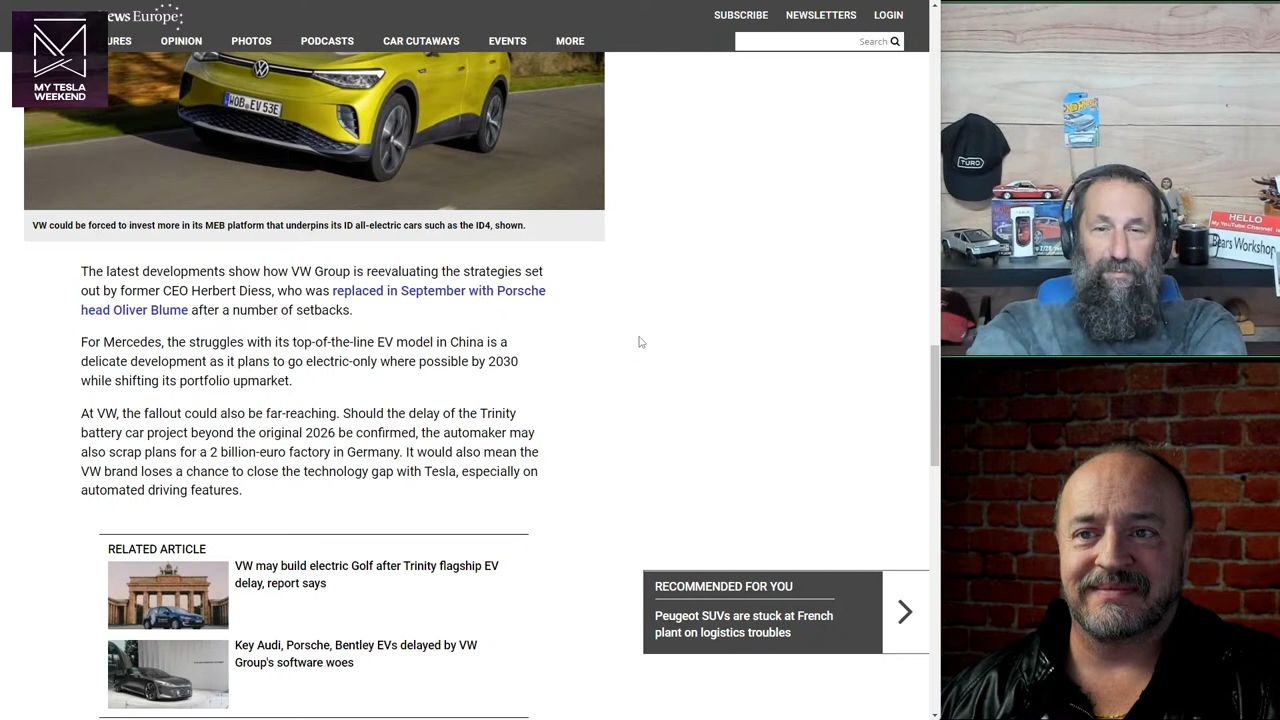 ews Europe
SUBSCRIBE NEWSLETTERS LOGIN
URES OPINION PHOTOS PODCASTS CAR CUTAWAYS EVENTS MORE
Search
MY TESLA
WEEKEND
WOB EV 53E
VW could be forced to invest more in its MEB platform that underpins its ID all-electric cars such as the ID4, shown.
The latest developments show how VW Group is reevaluating the strategies set
out by former CEO Herbert Diess, who was replaced in September with Porsche
head Oliver Blume after a number of setbacks.
For Mercedes, the struggles with its top-of-the-line EV model in China is a
delicate development as it plans to go electric-only where possible by 2030
while shifting its portfolio upmarket.
At VW, the fallout could also be far-reaching. Should the delay of the Trinity
battery car project beyond the original 2026 be confirmed, the automaker may
also scrap plans for a 2 billion-euro factory in Germany. It would also mean the
VW brand loses a chance to close the technology gap with Tesla, especially on
automated driving features.
RELATED ARTICLE
VW may build electric Golf after Trinity flagship EV
delay, report says
Key Audi, Porsche, Bentley EVs delayed by VW
Group's software woes
RECOMMENDED FOR YOU
Peugeot SUVs are stuck at French
plant on logistics troubles
Hot Wheels
TURO
HELLO
My YouTube Channel is
Bears Workshop